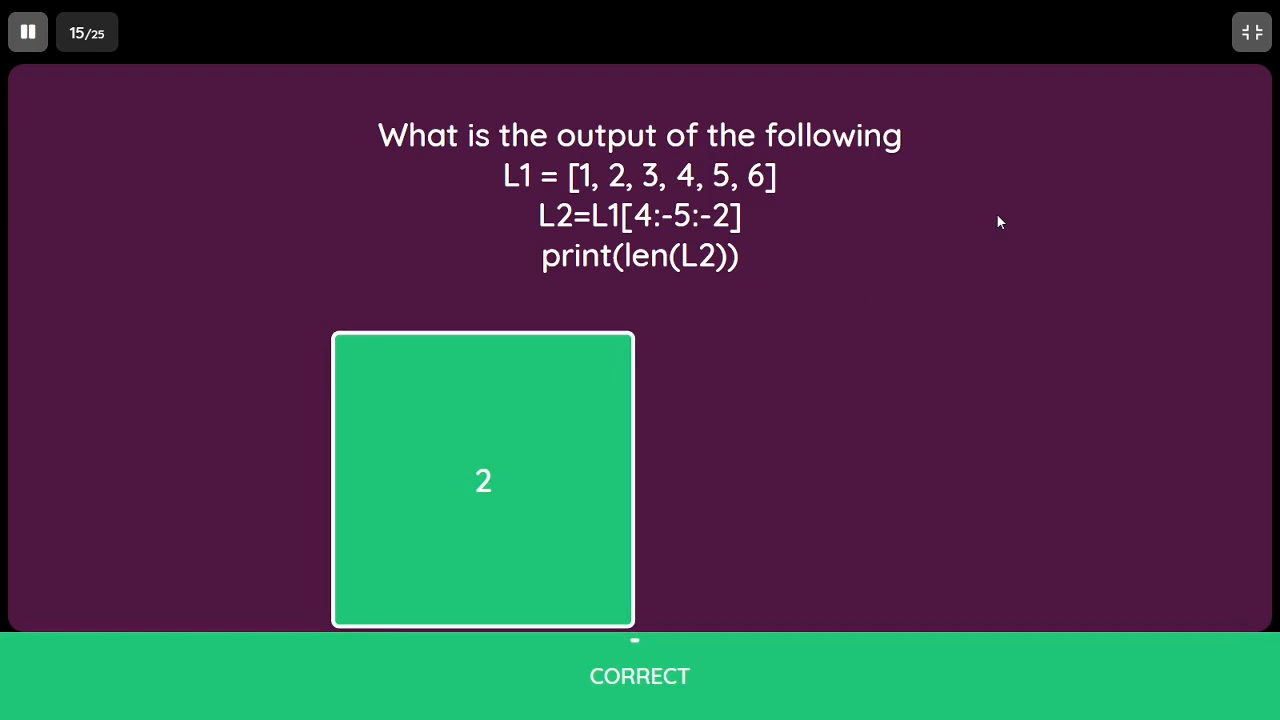 15/25
What is the output of the following
L1 = [1, 2, 3, 4, 5, 6]
L2=L1[4:-5:-2]
print(len(L2))
2
CORRECT